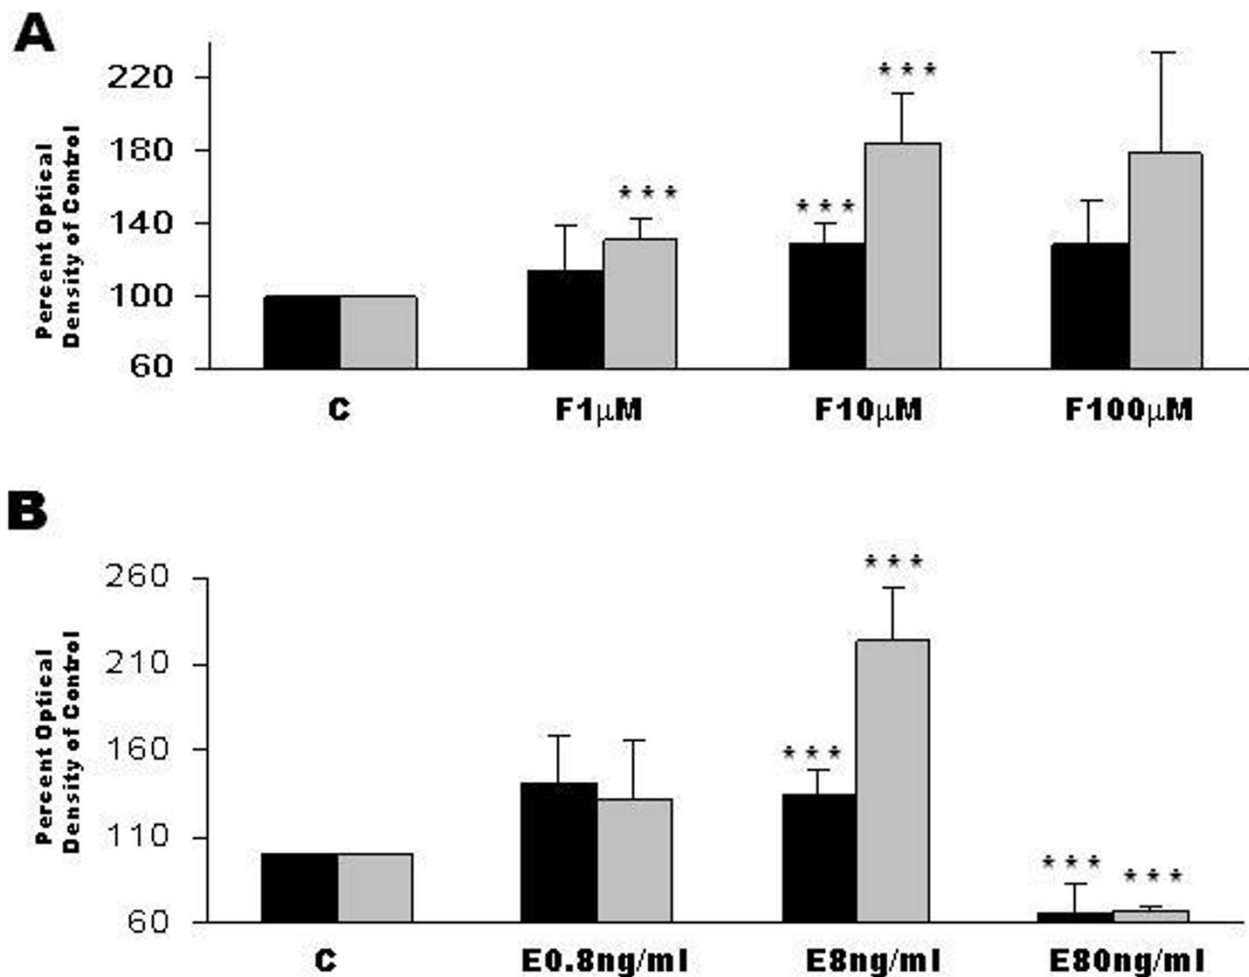 A
Percent Optical
Density of Control
220
180
140
100
60
***
***
***
C
F1μM
F10μM
F100μM
B
Percent Optical
Density of Control
260
210
160
110
60
***
***
***
***
C
E0.8ng/ml
E8ng/ml
E80ng/ml